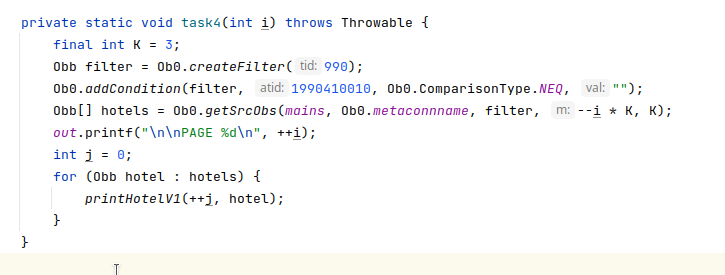 private static void task4(int i) throws Throwable {
final int K = 3;
Obb filter = Ob0.createFilter( tid: 990);
Ob0.addCondition(filter, atid: 1990410010, Ob0.ComparisonType.NEQ, val: "");
Obb[] hotels = Ob0.getSrcObs(mains, Ob0.metaconnname, filter, m: --i * K, K);
out.printf("\n\nPAGE %d\n", ++i);
int j = 0;
for (Obb hotel : hotels) {
printHotelV1(++j, hotel);
}
}